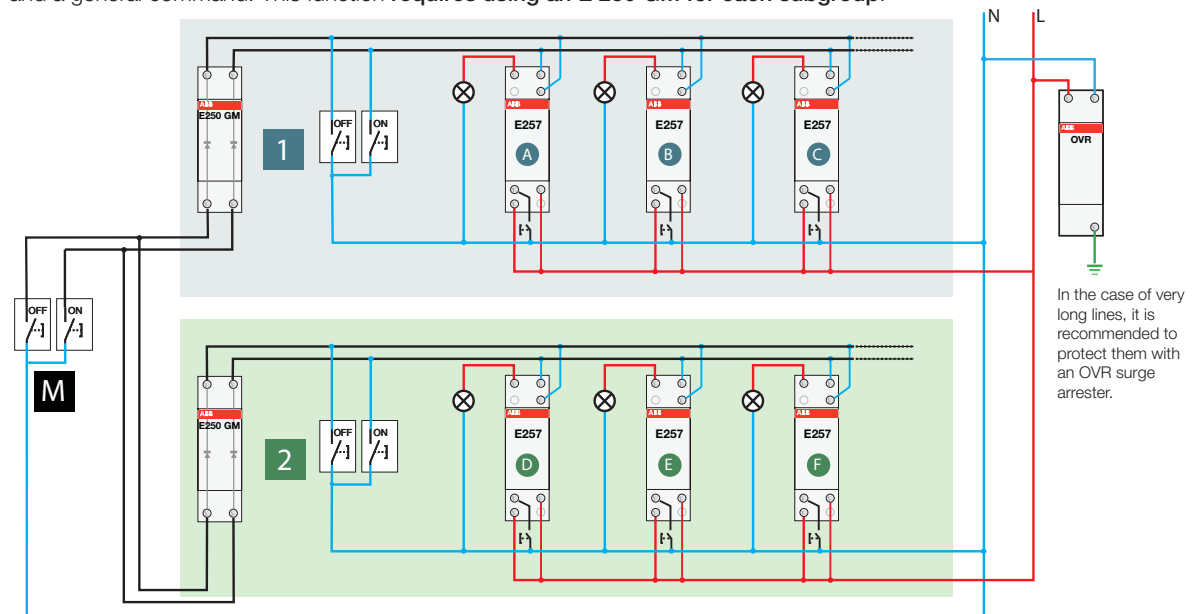 and a general command. This function requires using an E 250 GM for each subgroup.
N L
ABB
E250 GM
1
OFF ON
ABB
E257
A
ABB
E257
B
ABB
E257
C
ABB
OVR
OFF ON
M
In the case of very
long lines, it is
recommended to
protect them with
an OVR surge
arrester.
ABB
E250 GM
2
OFF ON
ABB
E257
D
ABB
E257
E
ABB
E257
F